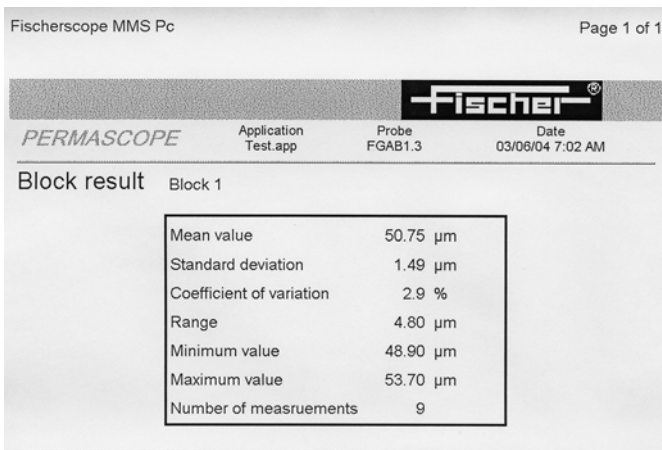 Fischerscope MMS Pc Page 1 of 1
Fischer®
PERMASCOPE Application Probe Date
Test.app FGAB1.3 03/06/04 7:02 AM
Block result Block 1
Mean value 50.75 µm
Standard deviation 1.49 µm
Coefficient of variation 2.9 %
Range 4.80 µm
Minimum value 48.90 µm
Maximum value 53.70 µm
Number of measruements 9